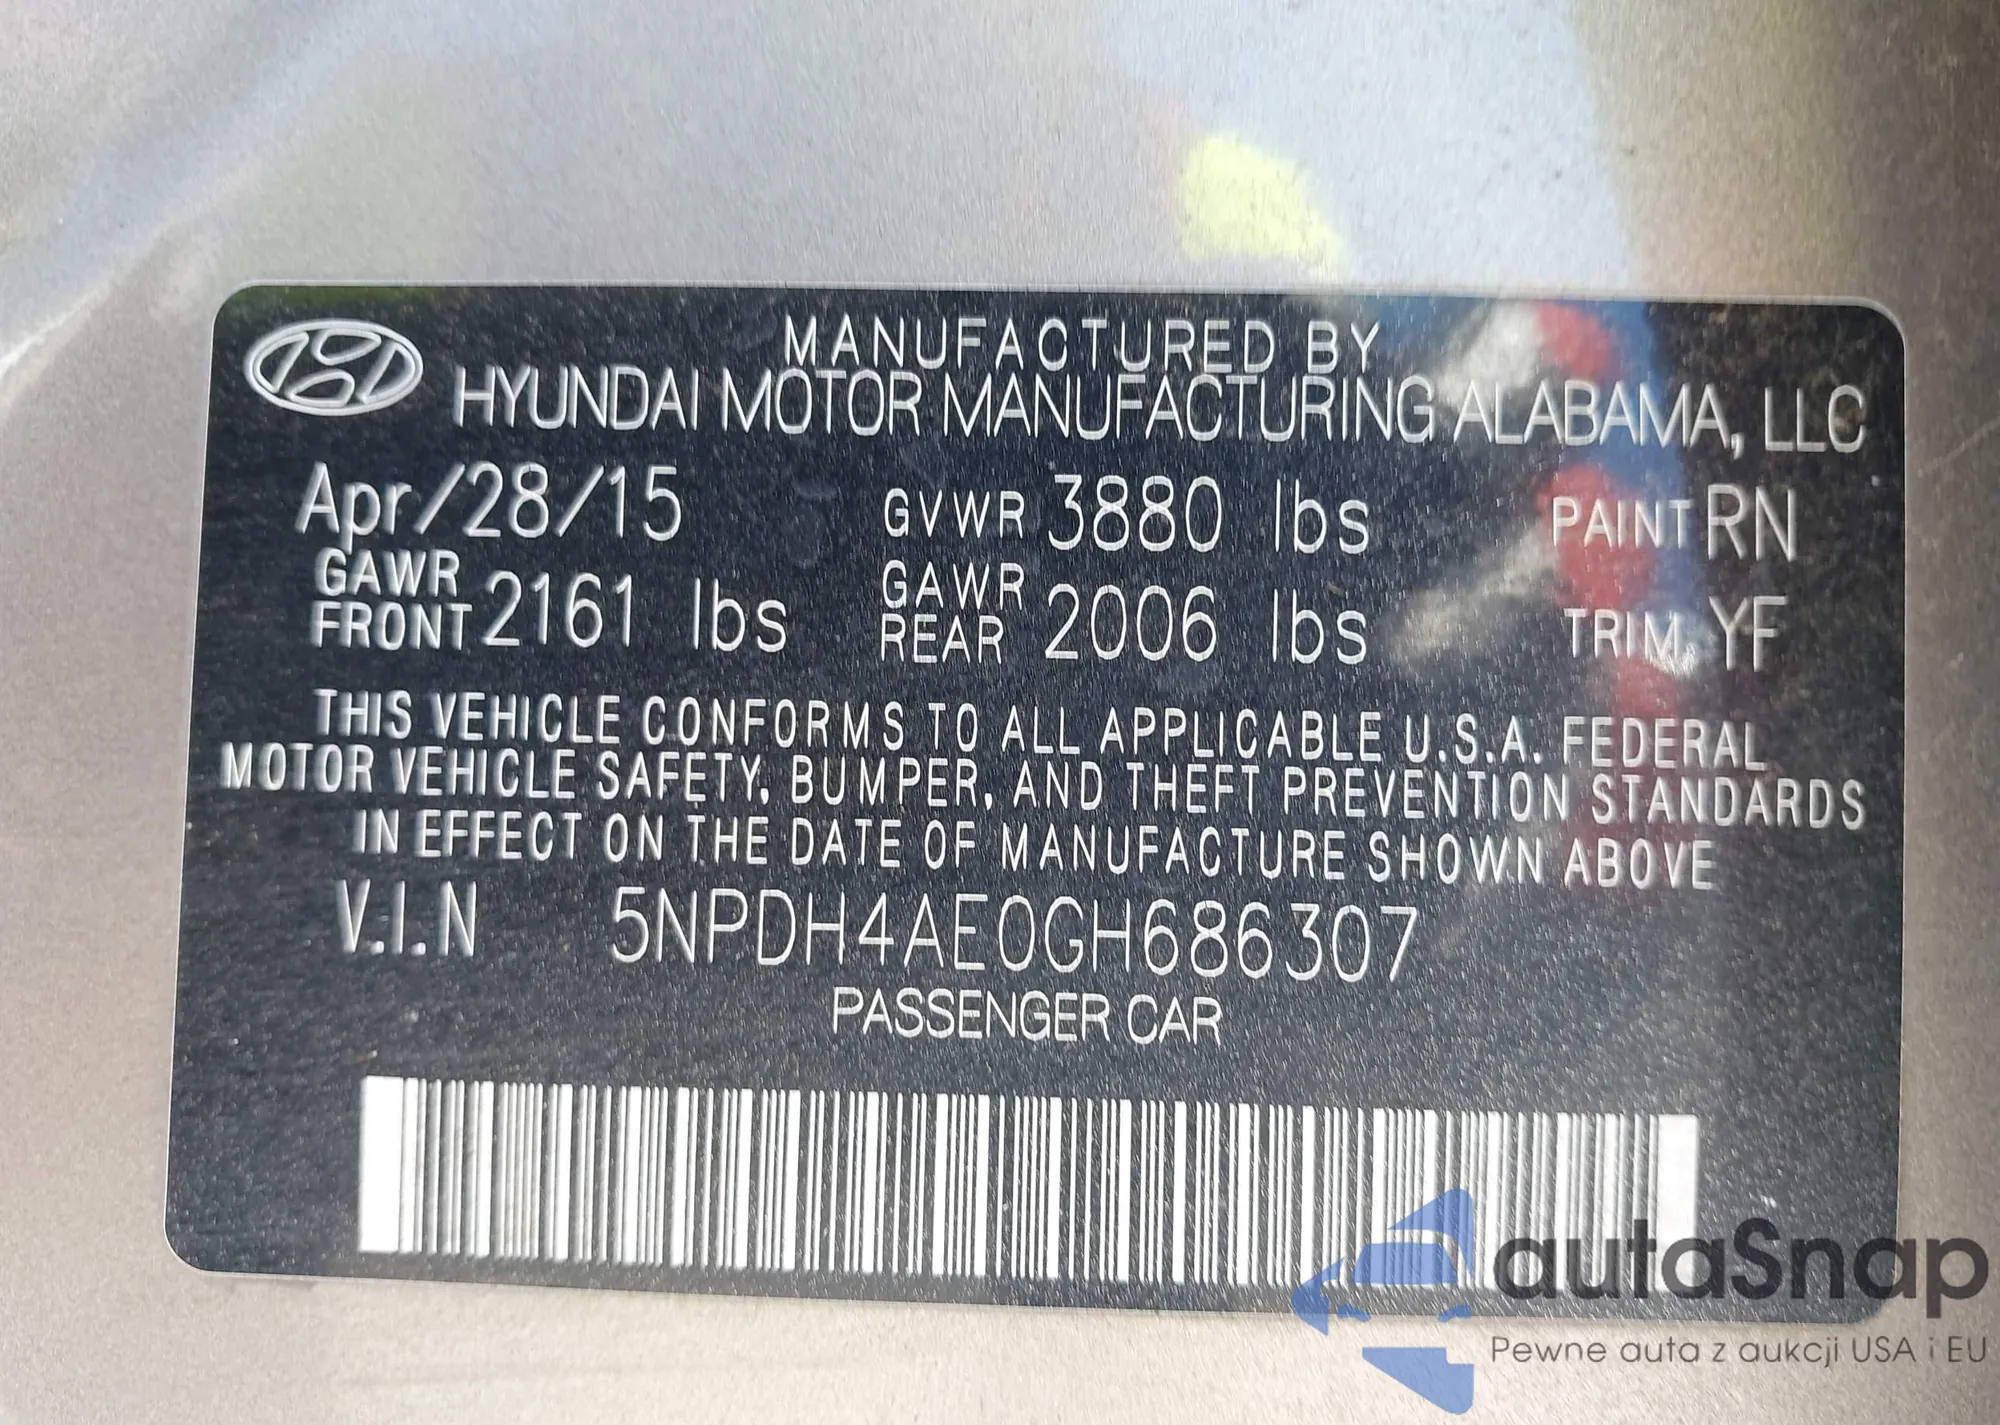 MANUFACTURED BY
HYUNDAI MOTOR MANUFACTURING ALABAMA, LLC
Apr/28/15 GVWR 3880 lbs PAINT RN
GAWR FRONT 2161 lbs GAWR REAR 2006 lbs TRIM YF
THIS VEHICLE CONFORMS TO ALL APPLICABLE U.S.A. FEDERAL
MOTOR VEHICLE SAFETY, BUMPER, AND THEFT PREVENTION STANDARDS
IN EFFECT ON THE DATE OF MANUFACTURE SHOWN ABOVE
V.I.N 5NPDH4AE0GH686307
PASSENGER CAR
autaSnap
Pewne auta z aukcji USA i EU